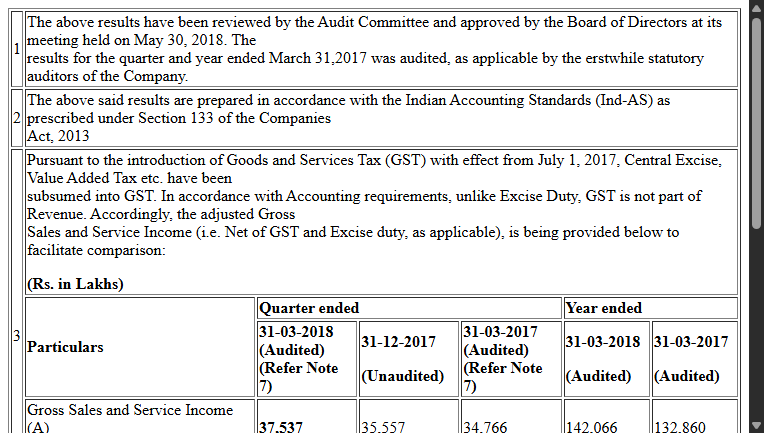 The above results have been reviewed by the Audit Committee and approved by the Board of Directors at its
1
meeting held on May 30, 2018. The
results for the quarter and year ended March 31,2017 was audited, as applicable by the erstwhile statutory
auditors of the Company.
The above said results are prepared in accordance with the Indian Accounting Standards (Ind-AS) as
2 prescribed under Section 133 of the Companies
Act, 2013
Pursuant to the introduction of Goods and Services Tax (GST) with effect from July 1, 2017, Central Excise,
Value Added Tax etc. have been
subsumed into GST. In accordance with Accounting requirements, unlike Excise Duty, GST is not part of
Revenue. Accordingly, the adjusted Gross
Sales and Service Income (i.e. Net of GST and Excise duty, as applicable), is being provided below to
facilitate comparison:
(Rs. in Lakhs)
3
Particulars
Quarter ended
Year ended
31-03-2018
(Audited)
(Refer Note
7)
31-12-2017
(Unaudited)
31-03-2017
(Audited)
(Refer Note
7)
31-03-2018
(Audited)
31-03-2017
(Audited)
Gross Sales and Service Income
(A)
37,537
35,557
34,766
142,066
132,860